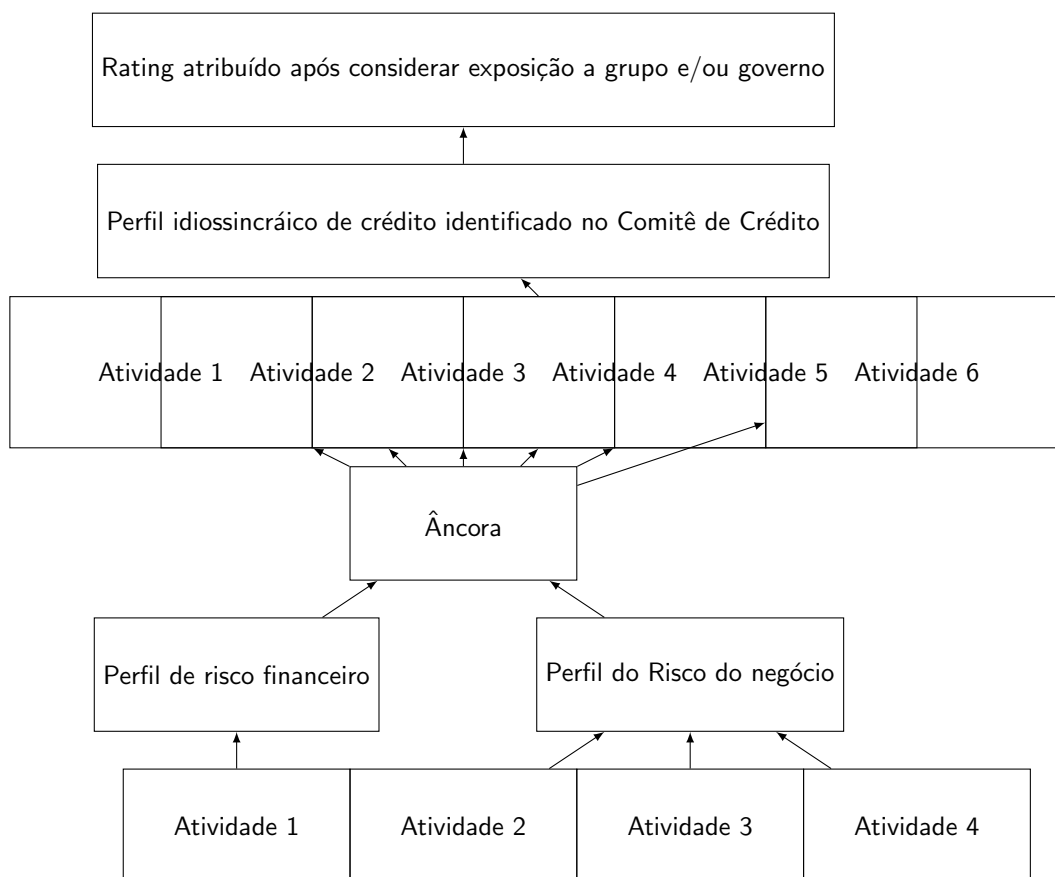 Rating atribuído após considerar exposição a grupo e/ou governo
Perfil idiossincráico de crédito identificado no Comitê de Crédito
Atividade 1 Atividade 2 Atividade 3 Atividade 4 Atividade 5 Atividade 6
Âncora
Perfil de risco financeiro Perfil do Risco do negócio
Atividade 1 Atividade 2 Atividade 3 Atividade 4